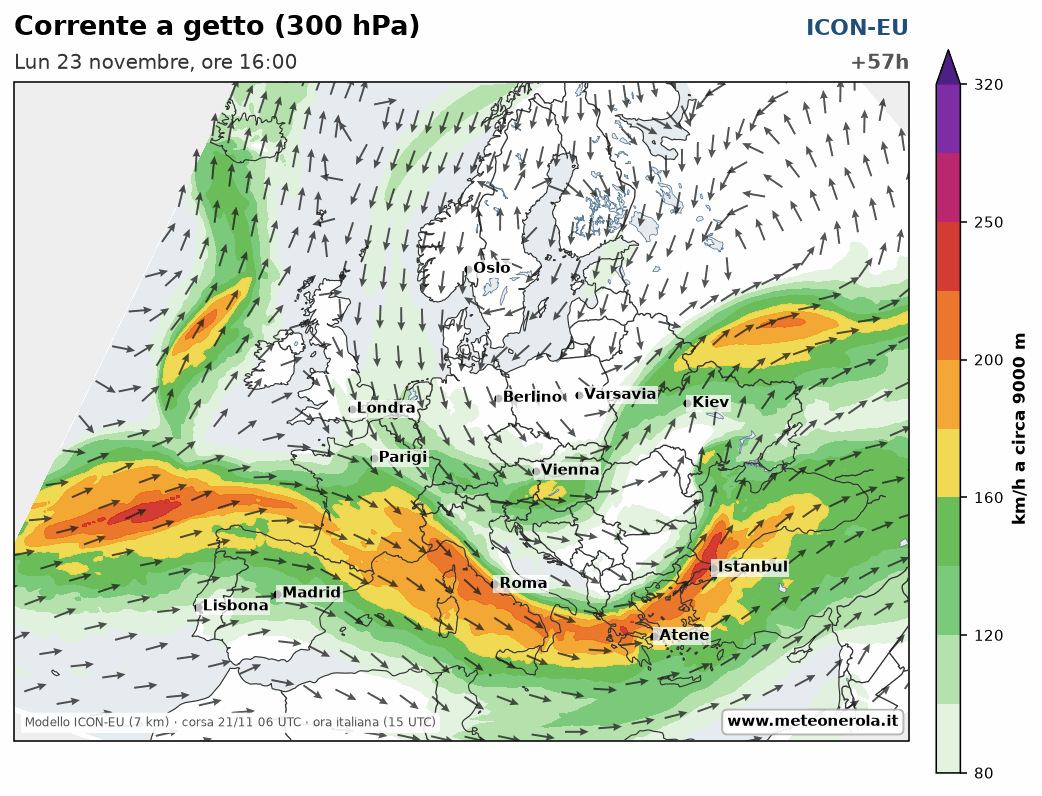 Corrente a getto (300 hPa)
ICON-EU
Lun 23 novembre, ore 16:00
+57h
320
250
200
160
120
80
km/h a circa 9000 m
Oslo
Berlino
Varsavia
Kiev
Londra
Parigi
Vienna
Istanbul
Roma
Madrid
Lisbona
Atene
Modello ICON-EU (7 km) · corsa 21/11 06 UTC · ora italiana (15 UTC)
www.meteonerola.it